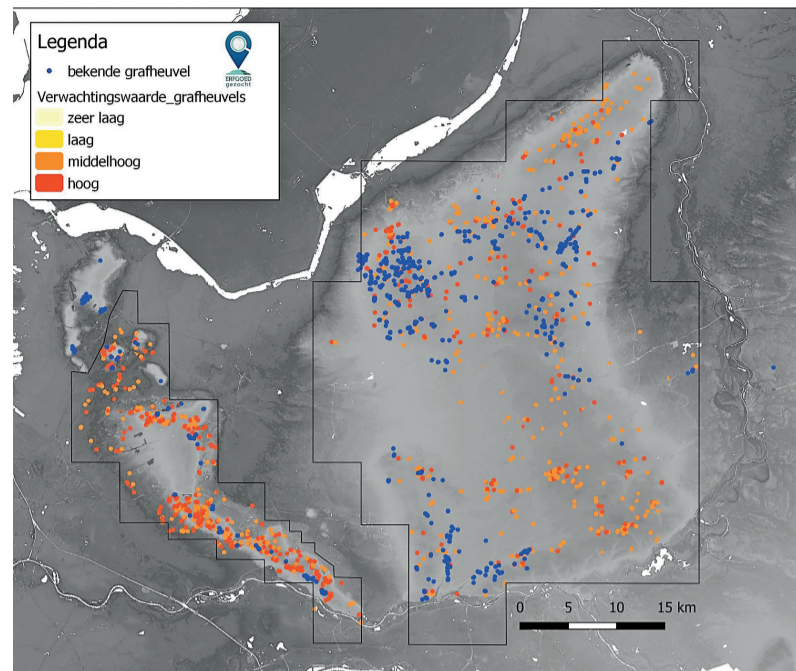 Legenda
ERFGOED
gezocht
bekende grafheuvel
Verwachtingswaarde_grafheuvels
zeer laag
laag
middelhoog
hoog
0 5 10 15 km